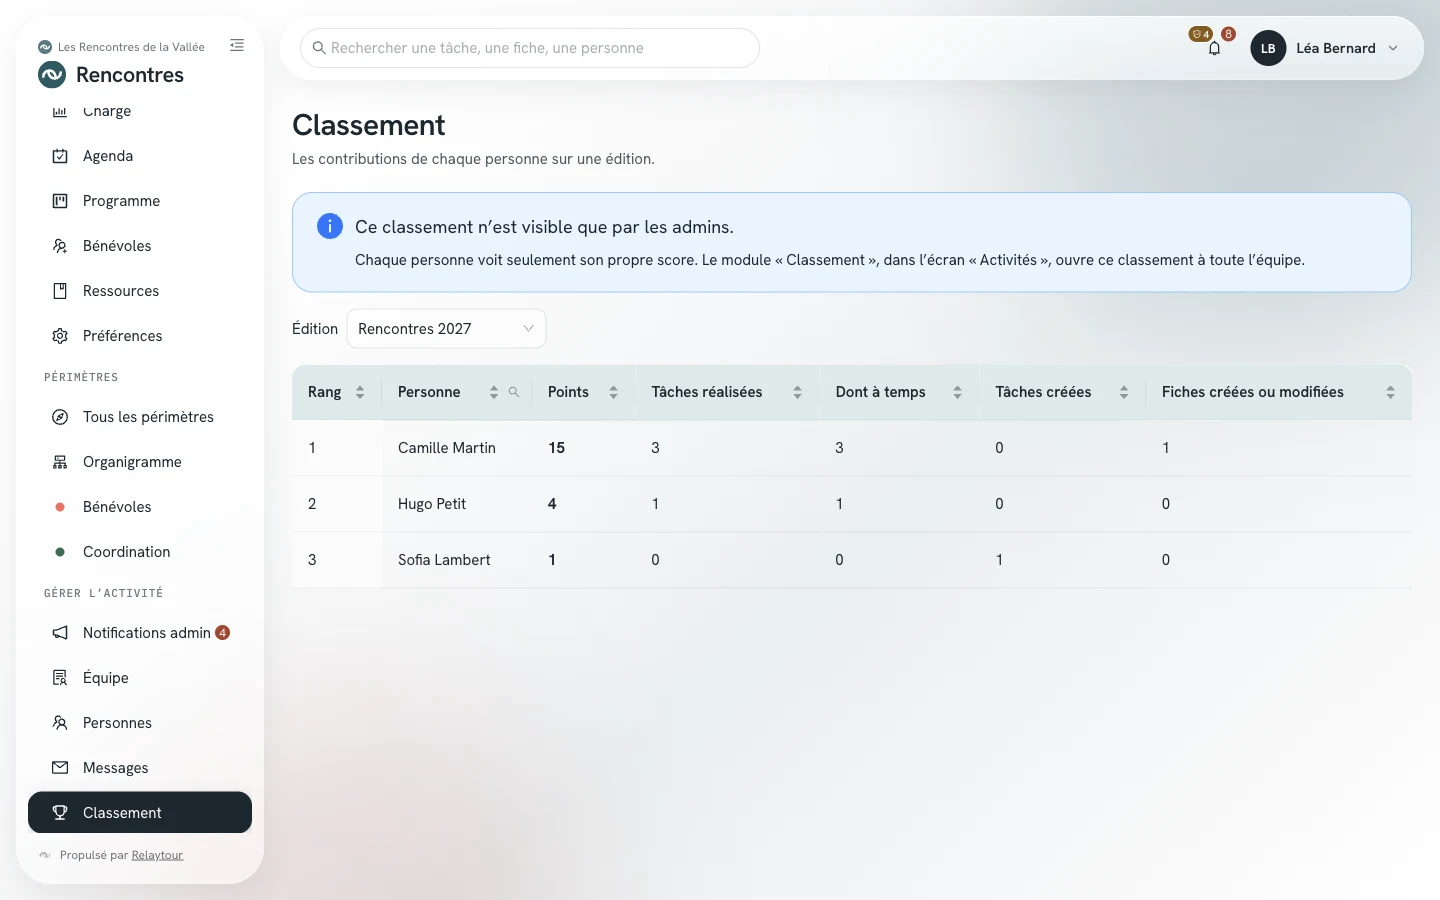 Les Rencontres de la Vallée
Rencontres
Charge
Agenda
Programme
Bénévoles
Ressources
Préférences
PÉRIMÈTRES
Tous les périmètres
Organigramme
Bénévoles
Coordination
GÉRER L’ACTIVITÉ
Notifications admin 4
Équipe
Personnes
Messages
Classement
Propulsé par Relaytour
Rechercher une tâche, une fiche, une personne
4 8
LB Léa Bernard
Classement
Les contributions de chaque personne sur une édition.
Ce classement n’est visible que par les admins.
Chaque personne voit seulement son propre score. Le module « Classement », dans l’écran « Activités », ouvre ce classement à toute l’équipe.
Édition Rencontres 2027
Rang Personne Points Tâches réalisées Dont à temps Tâches créées Fiches créées ou modifiées
1 Camille Martin 15 3 3 0 1
2 Hugo Petit 4 1 1 0 0
3 Sofia Lambert 1 0 0 1 0